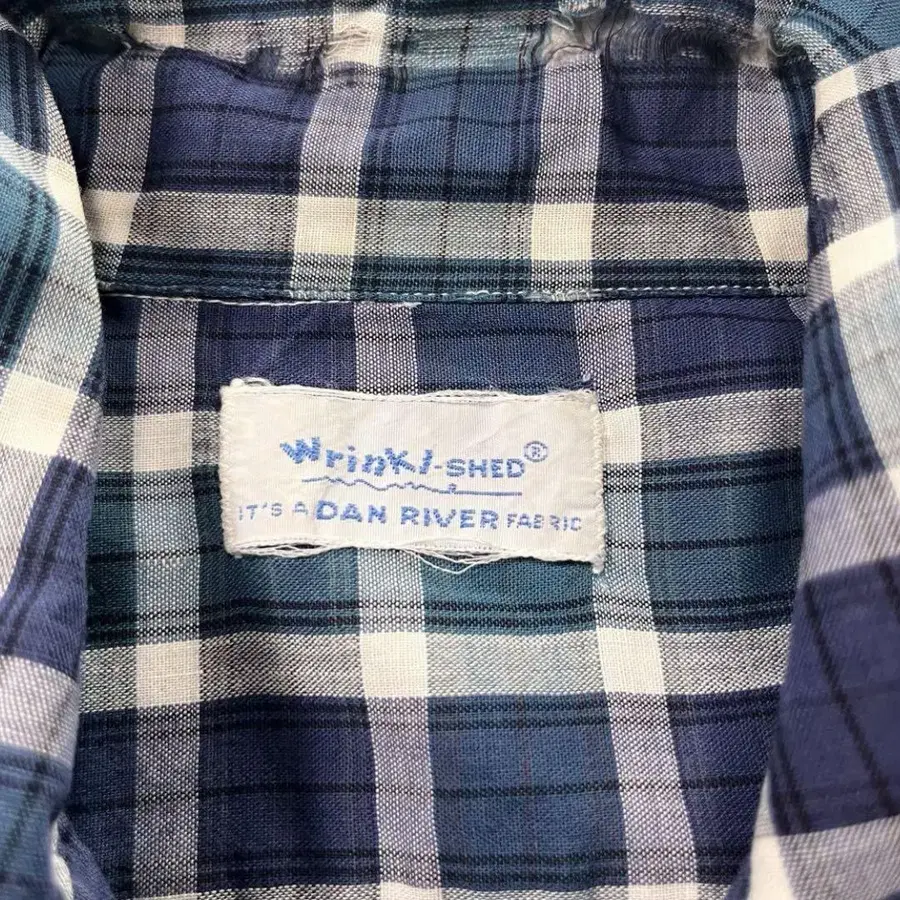 Wrinkl-SHED®
IT'S A DAN RIVER FABRIC